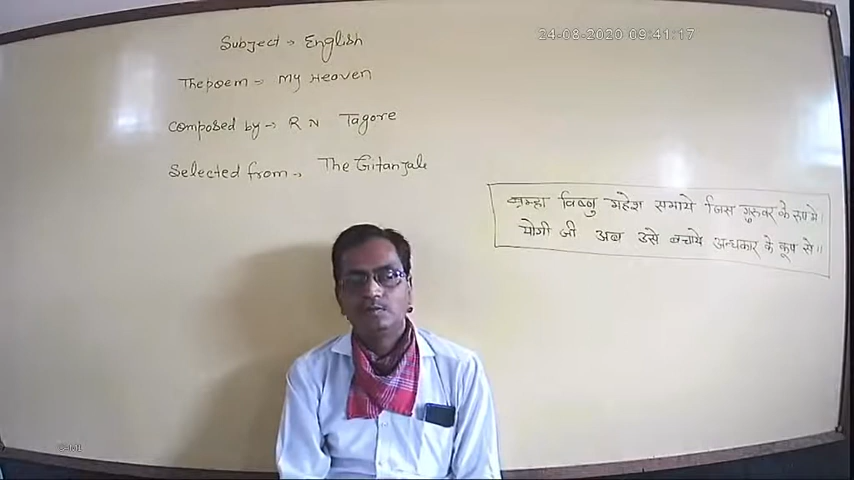 Subject → English
24-08-2020 09:41:17
The poem → My Heaven
Composed by → R N Tagore
Selected from → The Gitanjali
ब्रम्हा विष्णु महेश समाये जिस गुरुवर के रूप मे।
योगी जी अब उसे बचाये अन्धकार के कूप से॥